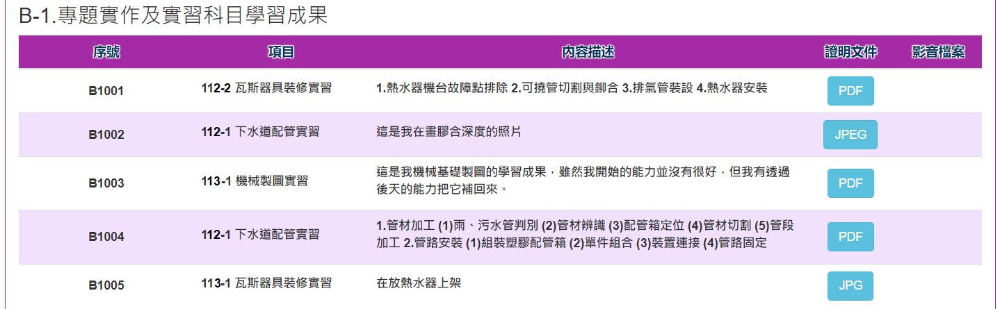 B-1.專題實作及實習科目學習成果
序號 項目 內容描述 證明文件 影音檔案
B1001 112-2 瓦斯器具裝修實習 1.熱水器機台故障點排除 2.可撓管切割與鉚合 3.排氣管裝設 4.熱水器安裝 PDF
B1002 112-1 下水道配管實習 這是我在畫膠合深度的照片 JPEG
B1003 113-1 機械製圖實習 這是我機械基礎製圖的學習成果，雖然我開始的能力並沒有很好，但我有透過
後天的能力把它補回來。 PDF
B1004 112-1 下水道配管實習 1.管材加工 (1)雨、污水管判別 (2)管材辨識 (3)配管箱定位 (4)管材切割 (5)管段
加工 2.管路安裝 (1)組裝塑膠配管箱 (2)單件組合 (3)裝置連接 (4)管路固定 PDF
B1005 113-1 瓦斯器具裝修實習 在放熱水器上架 JPG